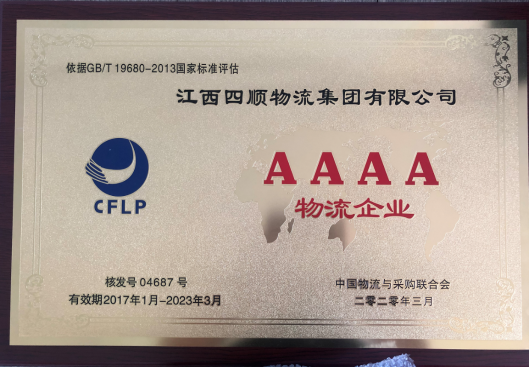 依据GB/T 19680-2013国家标准评估
江西四顺物流集团有限公司
AAAA
CFLP
物流企业
核发号 04687 号
有效期2017年1月-2023年3月
中国物流与采购联合会
二零二零年三月